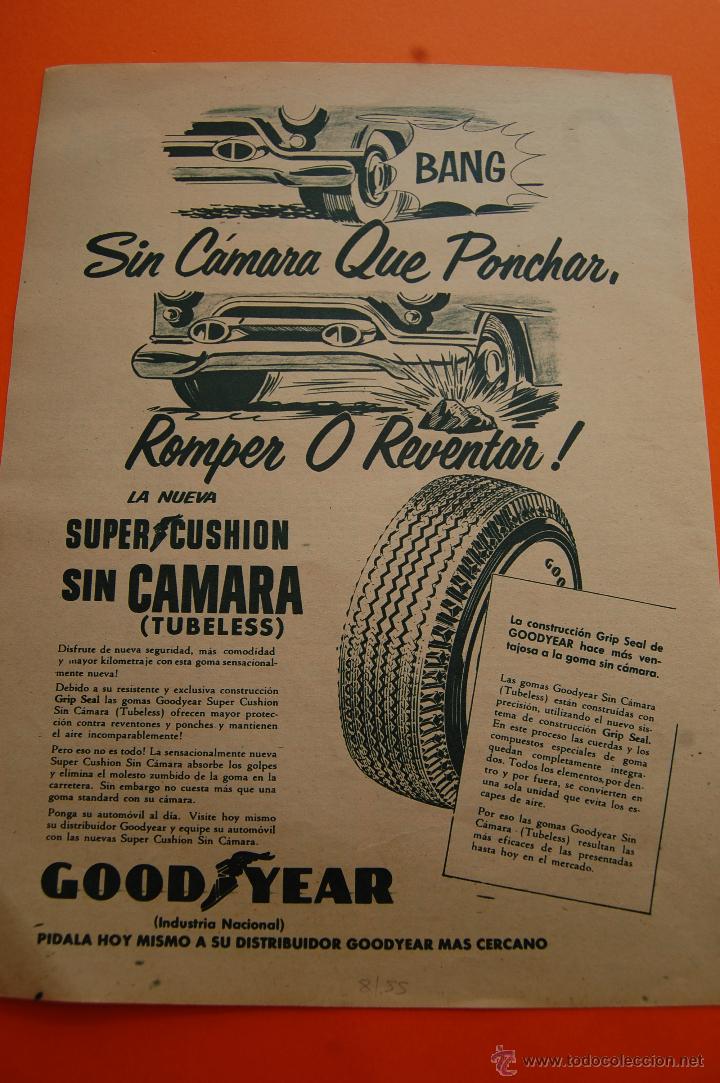 BANG
Sin Cámara Que Ponchar,
Romper O Reventar!
LA NUEVA
SUPER CUSHION
SIN CAMARA
(TUBELESS)
Disfrute de nueva seguridad, más comodidad
y mayor kilometraje con esta goma sensacional-
mente nueva!
Debido a su resistente y exclusiva construcción
Grip Seal las gomas Goodyear Super Cushion
Sin Cámara (Tubeless) ofrecen mayor protec-
ción contra reventones y ponches y mantienen
el aire incomparablemente!
Pero eso no es todo! La sensacionalmente nueva
Super Cushion Sin Cámara absorbe los golpes
y elimina el molesto zumbido de la goma en la
carretera. Sin embargo no cuesta más que una
goma standard con su cámara.
Ponga su automóvil al día. Visite hoy mismo
su distribuidor Goodyear y equipe su automóvil
con las nuevas Super Cushion Sin Cámara.
GOO
La construcción Grip Seal de
GOODYEAR hace más ven-
tajosa a la goma sin cámara.
Las gomas Goodyear Sin Cámara
(Tubeless) están construídas con
precisión, utilizando el nuevo sis-
tema de construcción Grip Seal.
En este proceso las cuerdas y los
compuestos especiales de goma
quedan completamente integra-
dos. Todos los elementos, por den-
tro y por fuera, se convierten en
una sola unidad que evita los es-
capes de aire.
Por eso las gomas Goodyear Sin
Cámara - (Tubeless) resultan las
más eficaces de las presentadas
hasta hoy en el mercado.
GOOD YEAR
(Industria Nacional)
PIDALA HOY MISMO A SU DISTRIBUIDOR GOODYEAR MAS CERCANO
8/.55
www.todocoleccion.net